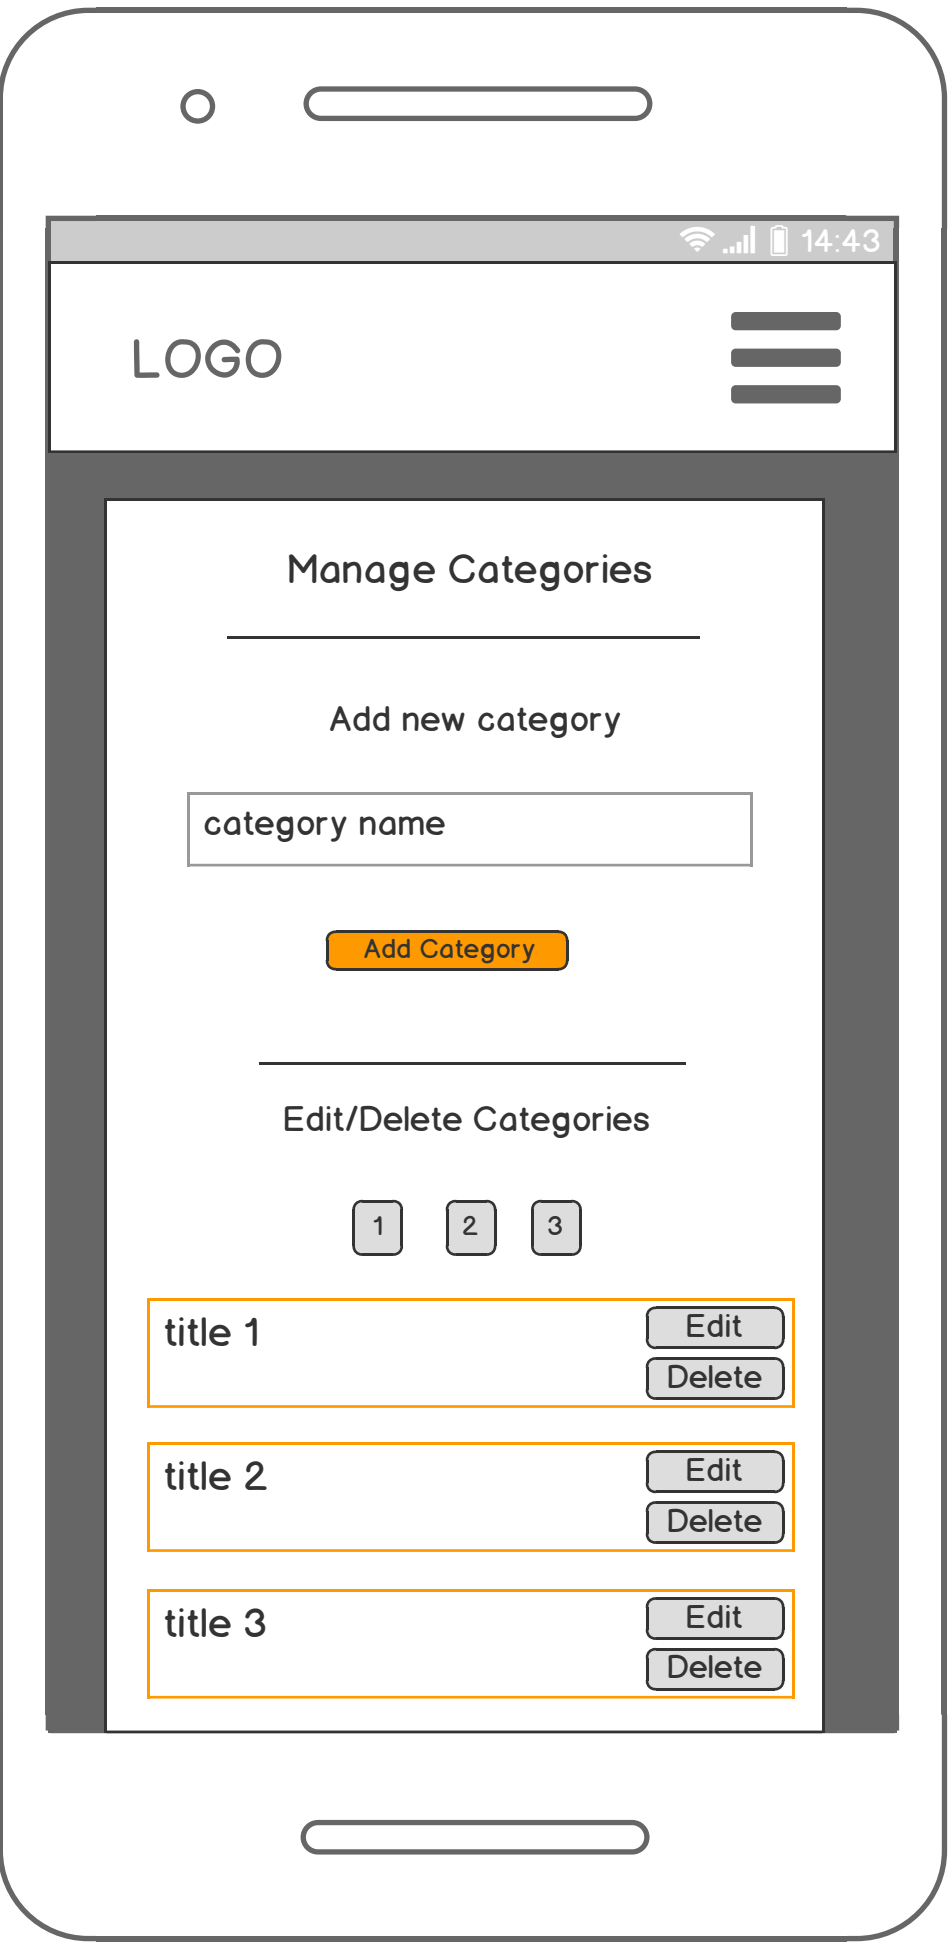 14:43
LOGO
Manage Categories
Add new category
category name
Add Category
Edit/Delete Categories
1 2 3
title 1 Edit
Delete
title 2 Edit
Delete
title 3 Edit
Delete